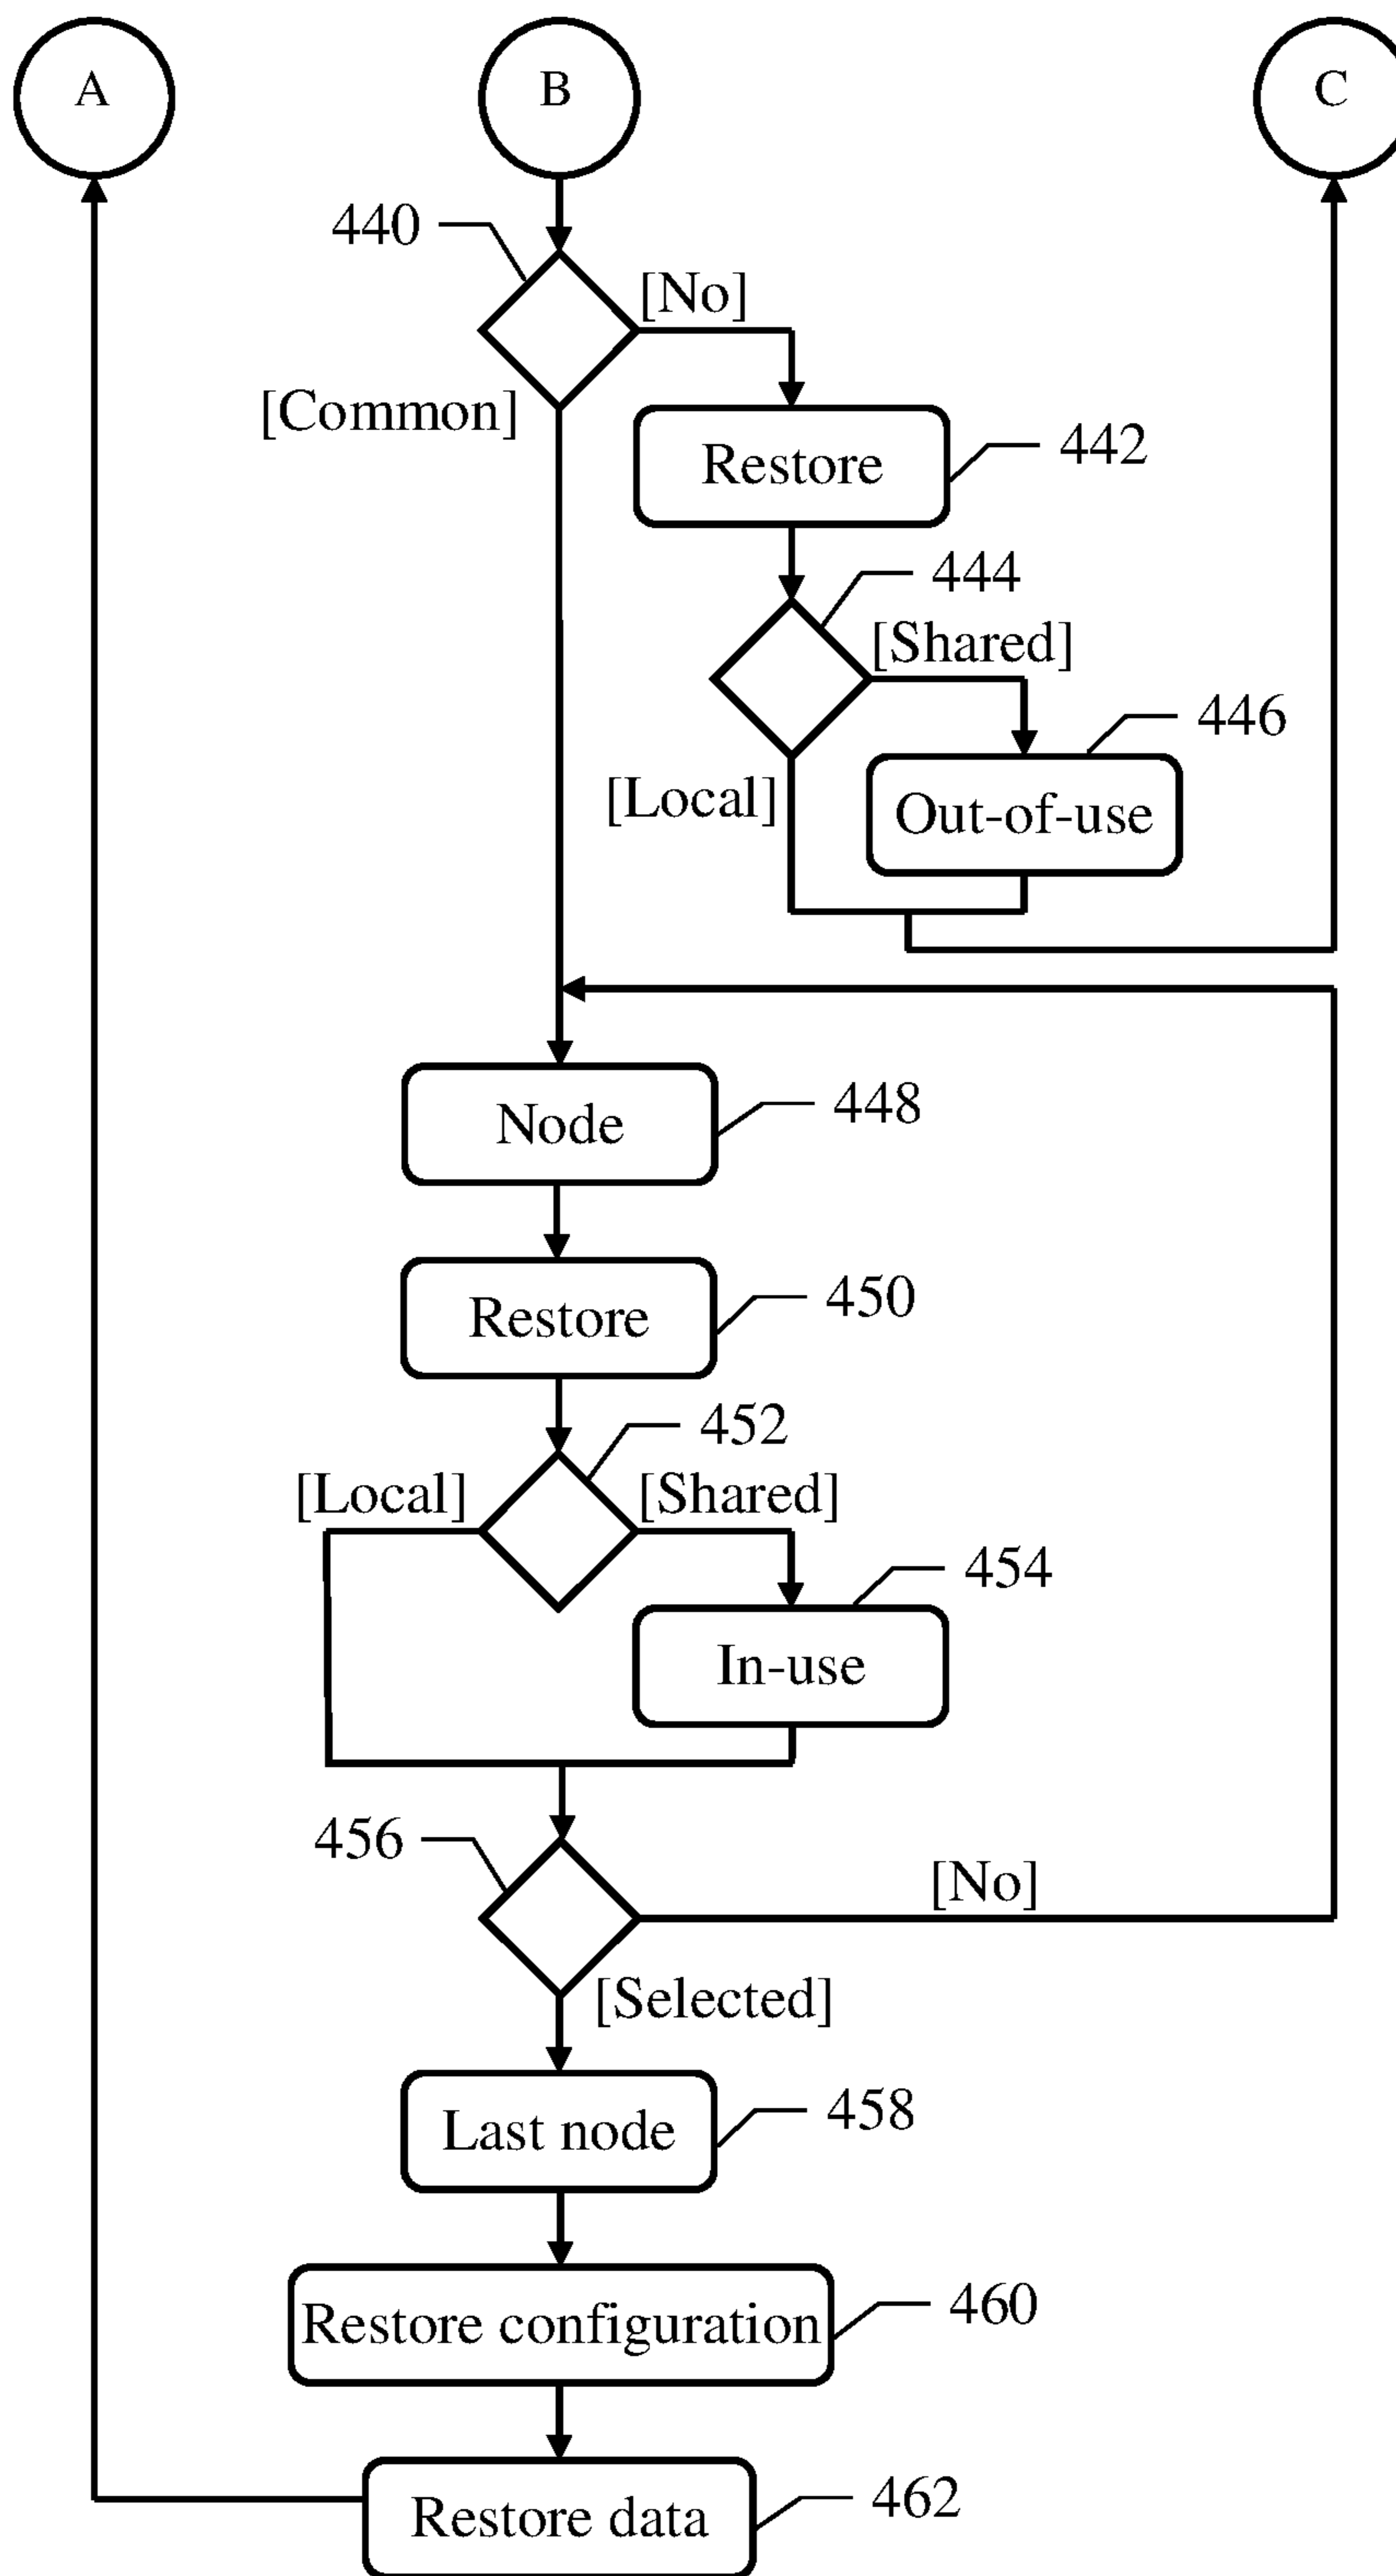 A
B
C
440
[No]
[Common]
Restore
442
444
[Shared]
446
[Local]
Out-of-use
Node
448
Restore
450
452
[Local]
[Shared]
454
In-use
456
[No]
[Selected]
Last node
458
Restore configuration
460
Restore data
462